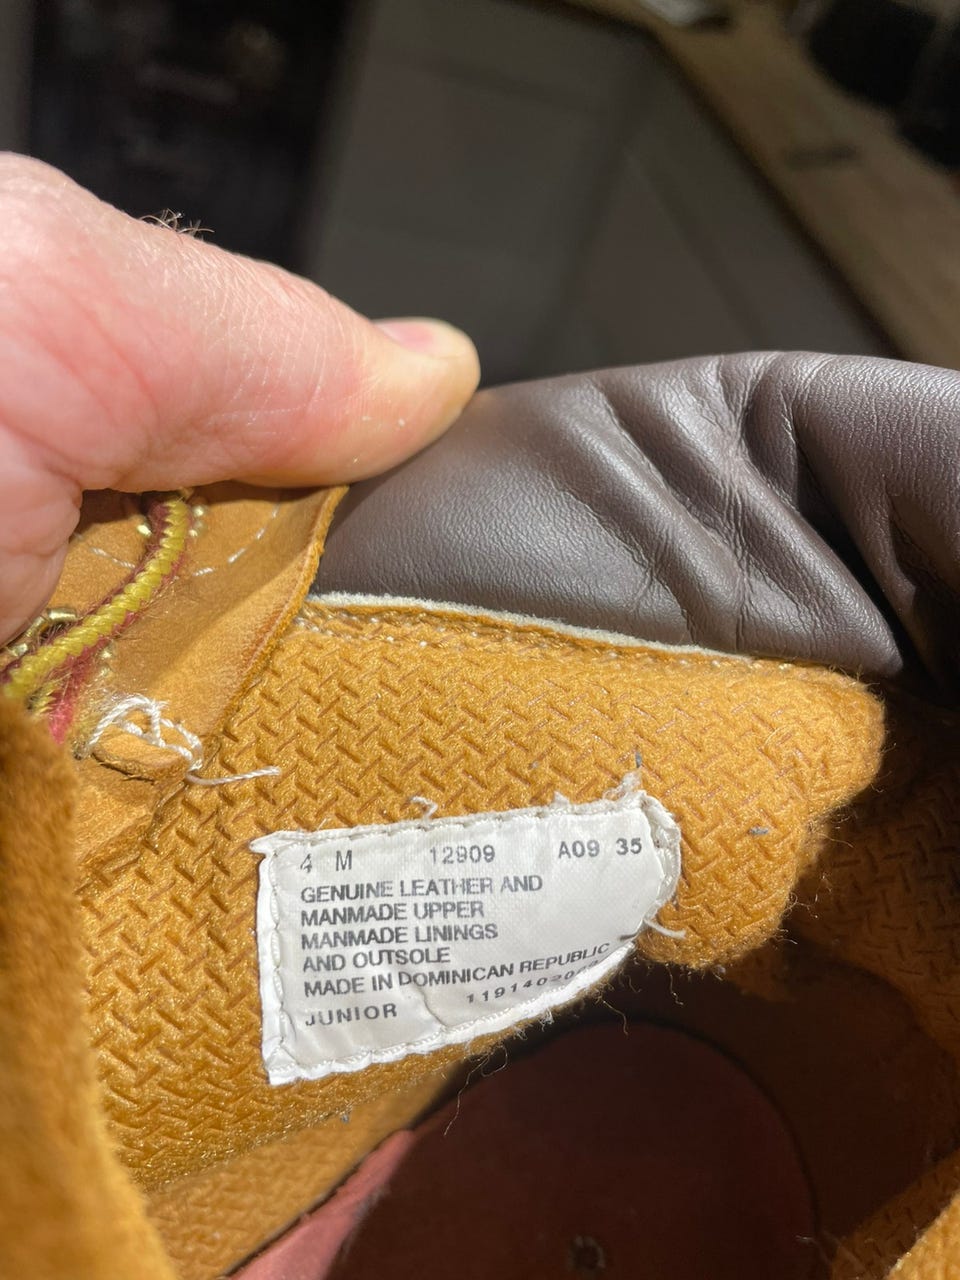 4 M 12909 A09 35
GENUINE LEATHER AND
MANMADE UPPER
MANMADE LININGS
AND OUTSOLE
MADE IN DOMINICAN REPUBLIC
JUNIOR